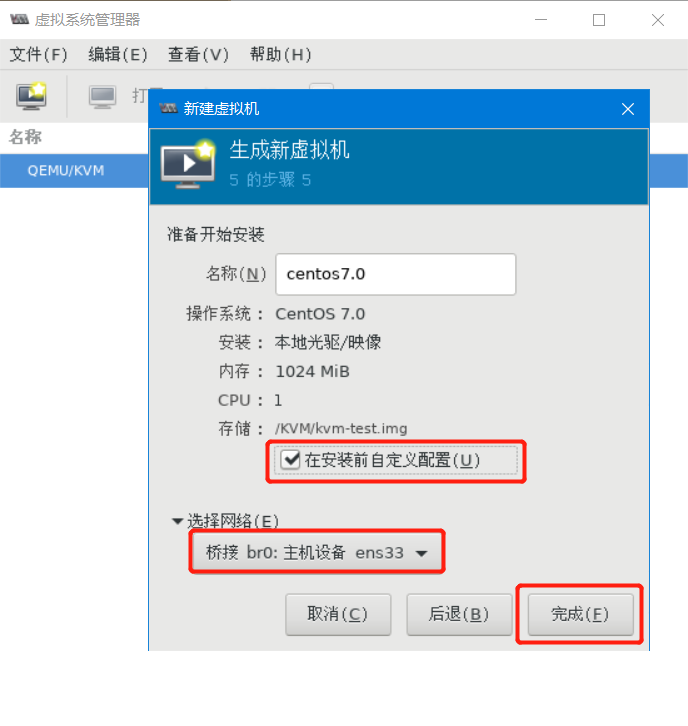 虚拟系统管理器
文件(F) 编辑(E) 查看(V) 帮助(H)
打
名称
QEMU/KVM
新建虚拟机
生成新虚拟机
5 的步骤 5
准备开始安装
名称(N) centos7.0
操作系统： CentOS 7.0
安装： 本地光驱/映像
内存： 1024 MiB
CPU： 1
存储： /KVM/kvm-test.img
在安装前自定义配置(U)
选择网络(E)
桥接 br0: 主机设备 ens33
取消(C) 后退(B) 完成(F)